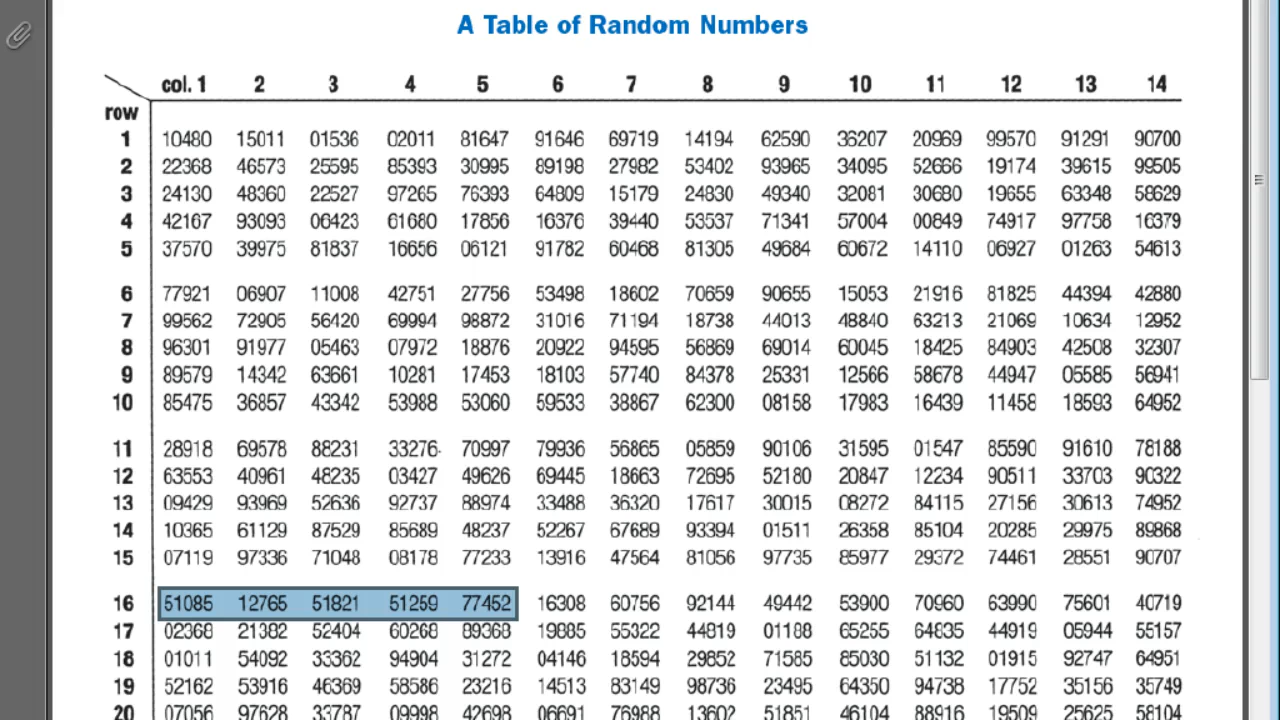 A Table of Random Numbers
col. 1 2 3 4 5 6 7 8 9 10 11 12 13 14
row
1 10480 15011 01536 02011 81647 91646 69719 14194 62590 36207 20969 99570 91291 90700
2 22368 46573 25595 85393 30995 89198 27982 53402 93965 34095 52666 19174 39615 99505
3 24130 48360 22527 97265 76393 64809 15179 24830 49340 32081 30680 19655 63348 58629
4 42167 93093 06423 61680 17856 16376 39440 53537 71341 57004 00849 74917 97758 16379
5 37570 39975 81837 16656 06121 91782 60468 81305 49684 60672 14110 06927 01263 54613
6 77921 06907 11008 42751 27756 53498 18602 70659 90655 15053 21916 81825 44394 42880
7 99562 72905 56420 69994 98872 31016 71194 18738 44013 48840 63213 21069 10634 12952
8 96301 91977 05463 07972 18876 20922 94595 56869 69014 60045 18425 84903 42508 32307
9 89579 14342 63661 10281 17453 18103 57740 84378 25331 12566 58678 44947 05585 56941
10 85475 36857 43342 53988 53060 59533 38867 62300 08158 17983 16439 11458 18593 64952
11 28918 69578 88231 33276 70997 79936 56865 05859 90106 31595 01547 85590 91610 78188
12 63553 40961 48235 03427 49626 69445 18663 72695 52180 20847 12234 90511 33703 90322
13 09429 93969 52636 92737 88974 33488 36320 17617 30015 08272 84115 27156 30613 74952
14 10365 61129 87529 85689 48237 52267 67689 93394 01511 26358 85104 20285 29975 89868
15 07119 97336 71048 08178 77233 13916 47564 81056 97735 85977 29372 74461 28551 90707
16 51085 12765 51821 51259 77452 16308 60756 92144 49442 53900 70960 63990 75601 40719
17 02368 21382 52404 60268 89368 19885 55322 44819 01188 65255 64835 44919 05944 55157
18 01011 54092 33362 94904 31272 04146 18594 29852 71585 85030 51132 01915 92747 64951
19 52162 53916 46369 58586 23216 14513 83149 98736 23495 64350 94738 17752 35156 35749
20 07056 97628 33787 09998 42698 06691 76988 13602 51851 46104 88916 19509 25625 58104